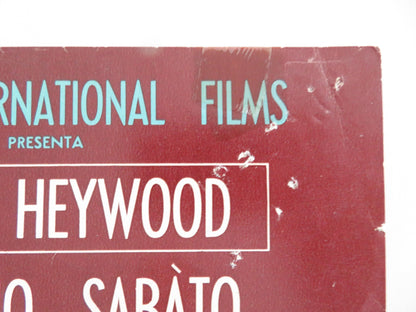 RNATIONAL FILMS
PRESENTA
HEYWOOD
O SABÀTO